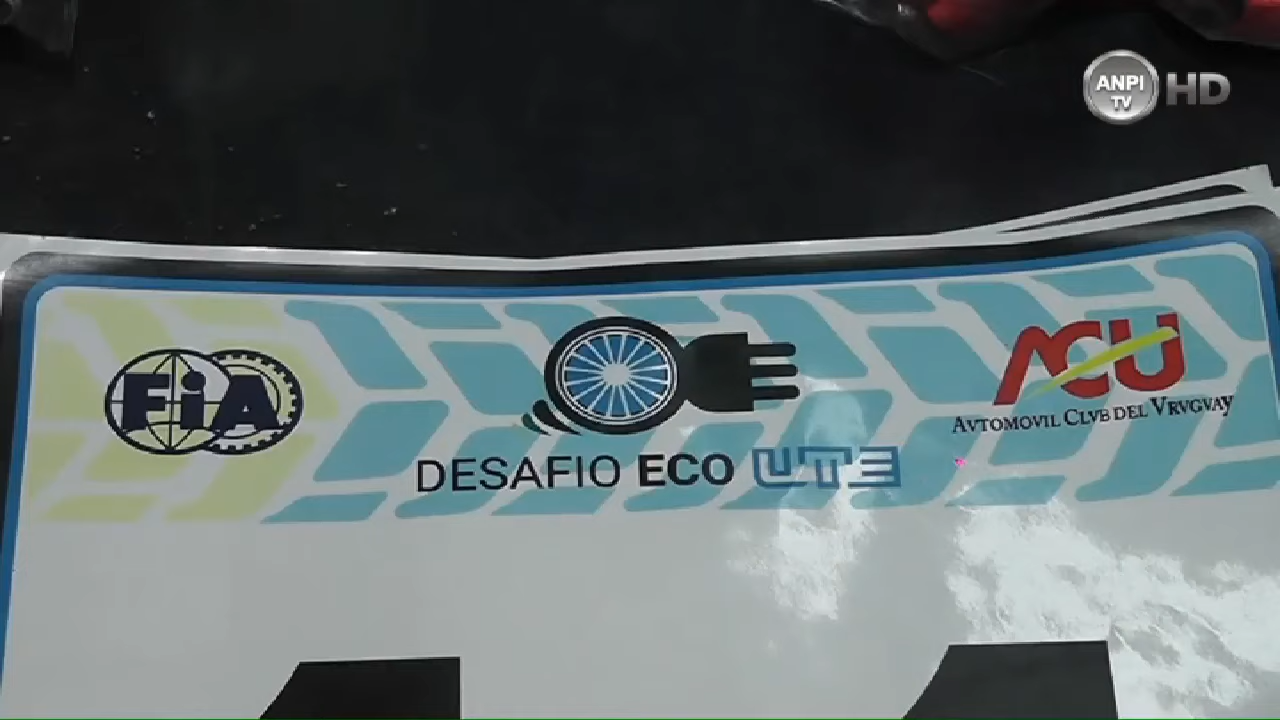 ANPI
TV
HD
FiA
ACU
AVTOMOVIL CLVB DEL VRVGVAY
DESAFIO ECO UTE